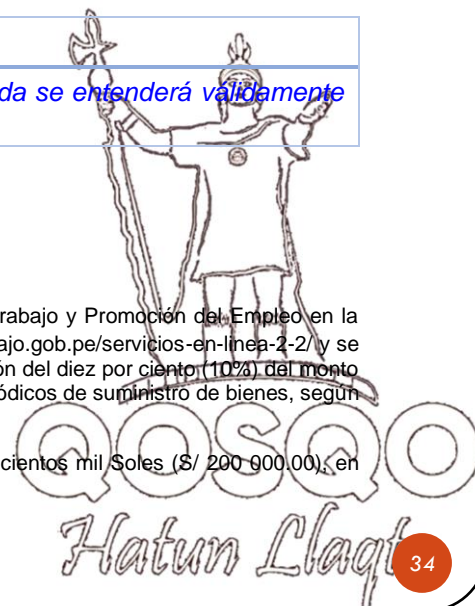 da se entenderá válidamente
rabajo y Promoción del Empleo en la
ajo.gob.pe/servicios-en-linea-2-2/ y se
ón del diez por ciento (10%) del monto
ódicos de suministro de bienes, según
cientos mil Soles (S/ 200 000.00), en
QOSQO
Hatun Llaqt
34